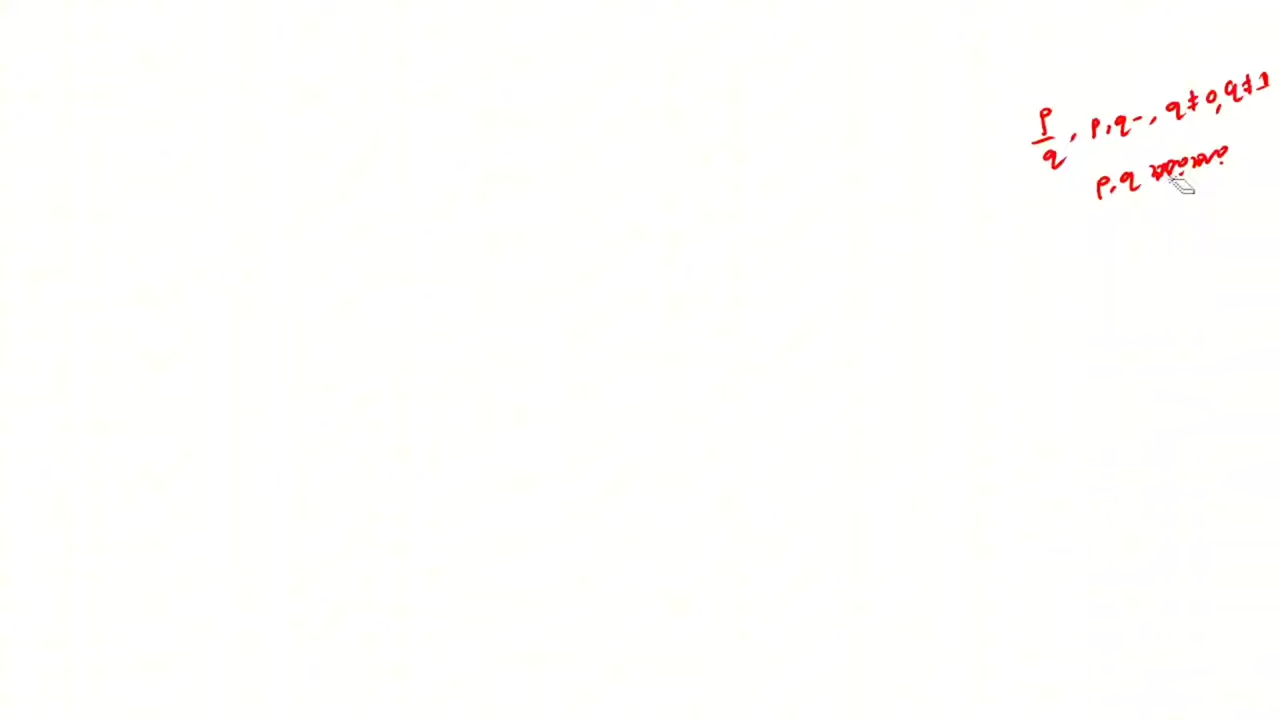 p/q, p,q -, q≠0, q≠1
p,q